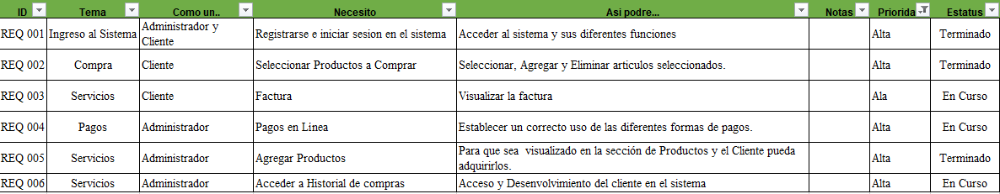 ID Tema Como un.. Necesito Asi podre... Notas Priorida Estatus
REQ 001 Ingreso al Sistema Administrador y Cliente Registrarse e iniciar sesion en el sistema Acceder al sistema y sus diferentes funciones Alta Terminado
REQ 002 Compra Cliente Seleccionar Productos a Comprar Seleccionar, Agregar y Eliminar articulos seleccionados. Alta Terminado
REQ 003 Servicios Cliente Factura Visualizar la factura Ala En Curso
REQ 004 Pagos Administrador Pagos en Linea Establecer un correcto uso de las diferentes formas de pagos. Alta En Curso
REQ 005 Servicios Administrador Agregar Productos Para que sea visualizado en la sección de Productos y el Cliente pueda adquirirlos. Alta Terminado
REQ 006 Servicios Administrador Acceder a Historial de compras Acceso y Desenvolvimiento del cliente en el sistema Alta En Curso